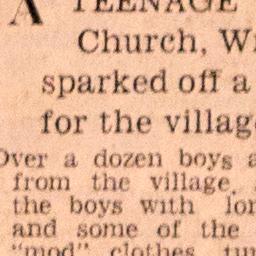 A TEENAGE
Church, W
sparked off a
for the villag
Over a dozen boys a
from the village.
the boys with lon
and some of the
"mod" clothes tu